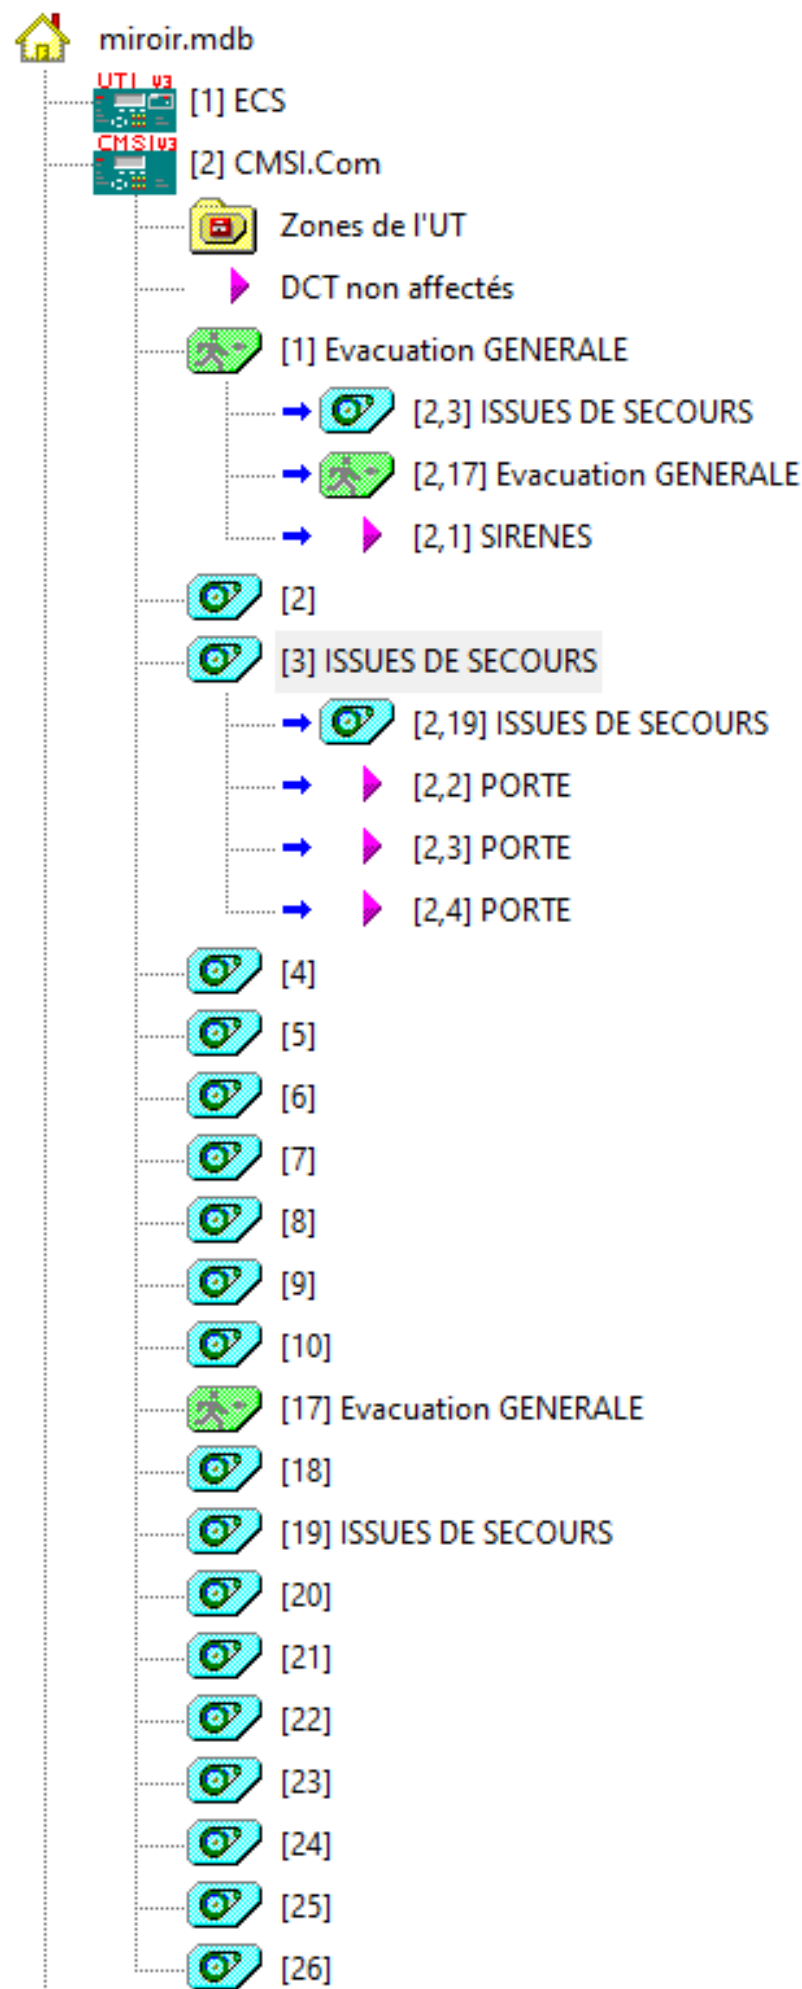 miroir.mdb
UTI V3
[1] ECS
CMSIV3
[2] CMSI.Com
Zones de l'UT
DCT non affectés
[1] Evacuation GENERALE
[2,3] ISSUES DE SECOURS
[2,17] Evacuation GENERALE
[2,1] SIRENES
[2]
[3] ISSUES DE SECOURS
[2,19] ISSUES DE SECOURS
[2,2] PORTE
[2,3] PORTE
[2,4] PORTE
[4]
[5]
[6]
[7]
[8]
[9]
[10]
[17] Evacuation GENERALE
[18]
[19] ISSUES DE SECOURS
[20]
[21]
[22]
[23]
[24]
[25]
[26]